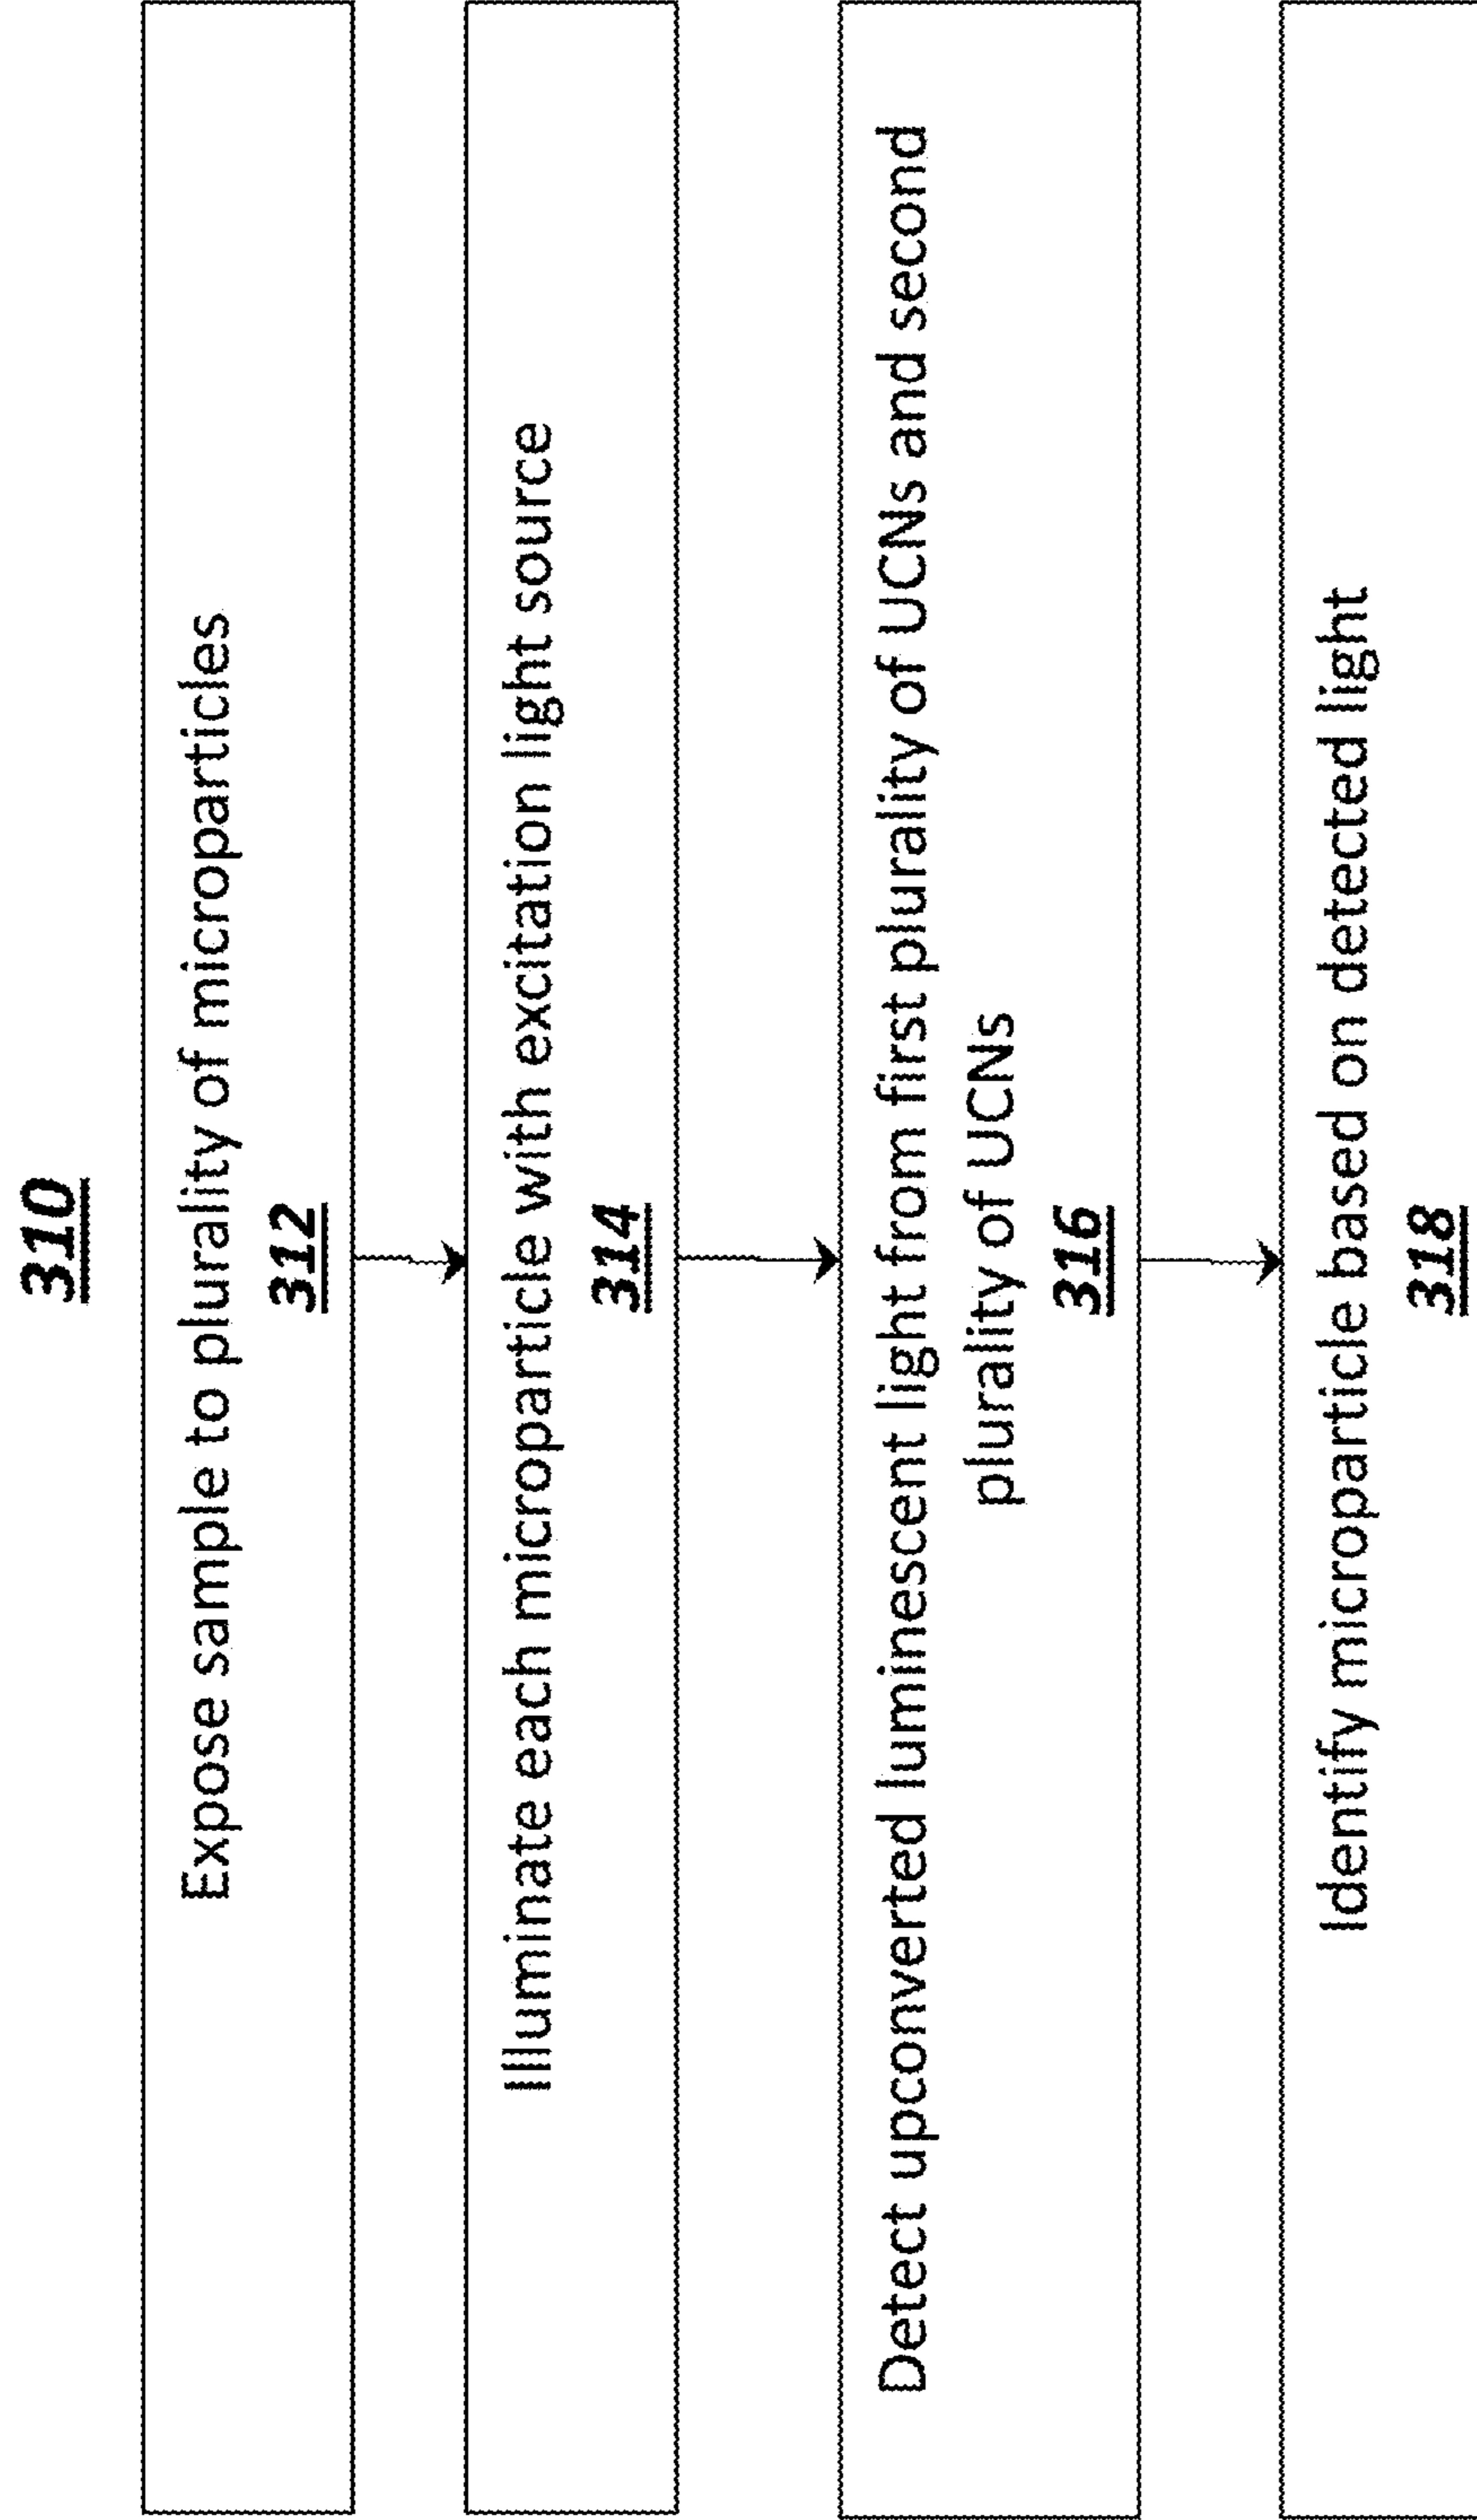 310
Expose sample to plurality of microparticles
312
Illuminate each microparticle with excitation light source
314
Detect upconverted luminescent light from first plurality of UCNs and second
plurality of UCNs
316
Identify microparticle based on detected light
318